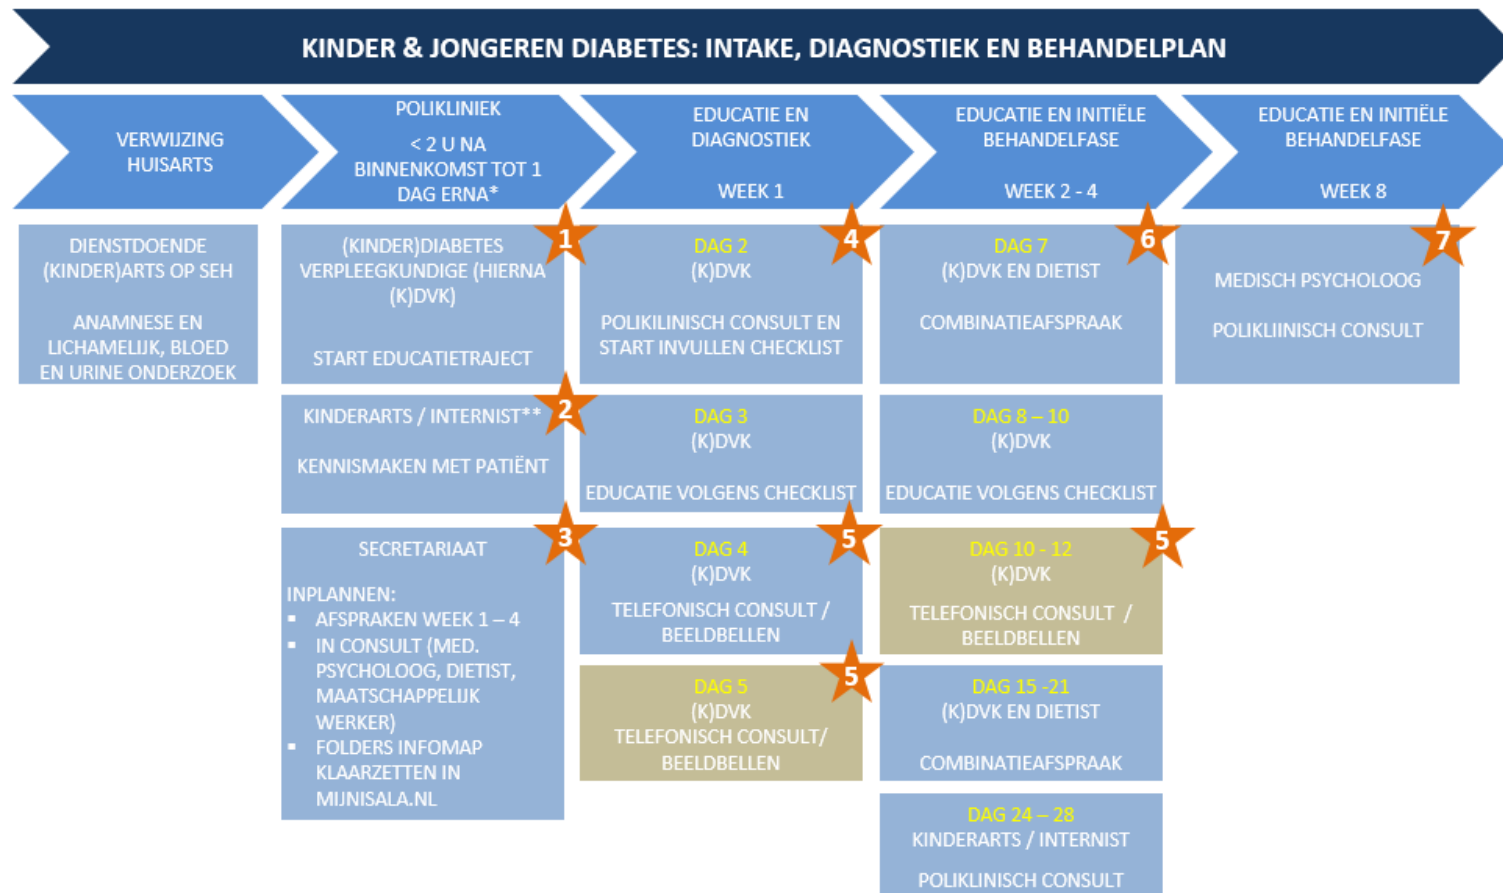 KINDER & JONGEREN DIABETES: INTAKE, DIAGNOSTIEK EN BEHANDELPLAN
VERWIJZING
HUISARTS
POLIKLINIEK
< 2 U NA
BINNENKOMST TOT 1
DAG ERNA*
EDUCATIE EN
DIAGNOSTIEK
WEEK 1
EDUCATIE EN INITIËLE
BEHANDELFASE
WEEK 2 - 4
EDUCATIE EN INITIËLE
BEHANDELFASE
WEEK 8
DIENSTDOENDE
(KINDER)ARTS OP SEH
ANAMNESE EN
LICHAMELIJK, BLOED
EN URINE ONDERZOEK
1
(KINDER)DIABETES
VERPLEEGKUNDIGE (HIERNA
(K)DVK)
START EDUCATIETRAJECT
2
KINDERARTS / INTERNIST**
KENNISMAKEN MET PATIËNT
3
SECRETARIAAT
INPLANNEN:
▪ AFSPRAKEN WEEK 1 – 4
▪ IN CONSULT (MED.
PSYCHOLOOG, DIETIST,
MAATSCHAPPELIJK
WERKER)
▪ FOLDERS INFOMAP
KLAARZETTEN IN
MIJNISALA.NL
4
DAG 2
(K)DVK
POLIKILINISCH CONSULT EN
START INVULLEN CHECKLIST
DAG 3
(K)DVK
EDUCATIE VOLGENS CHECKLIST
5
DAG 4
(K)DVK
TELEFONISCH CONSULT /
BEELDBELLEN
5
DAG 5
(K)DVK
TELEFONISCH CONSULT/
BEELDBELLEN
6
DAG 7
(K)DVK EN DIETIST
COMBINATIEAFSPRAAK
DAG 8 – 10
(K)DVK
EDUCATIE VOLGENS CHECKLIST
5
DAG 10 - 12
(K)DVK
TELEFONISCH CONSULT /
BEELDBELLEN
DAG 15 -21
(K)DVK EN DIETIST
COMBINATIEAFSPRAAK
DAG 24 – 28
KINDERARTS / INTERNIST
POLIKLINISCH CONSULT
7
MEDISCH PSYCHOLOOG
POLIKLIINISCH CONSULT